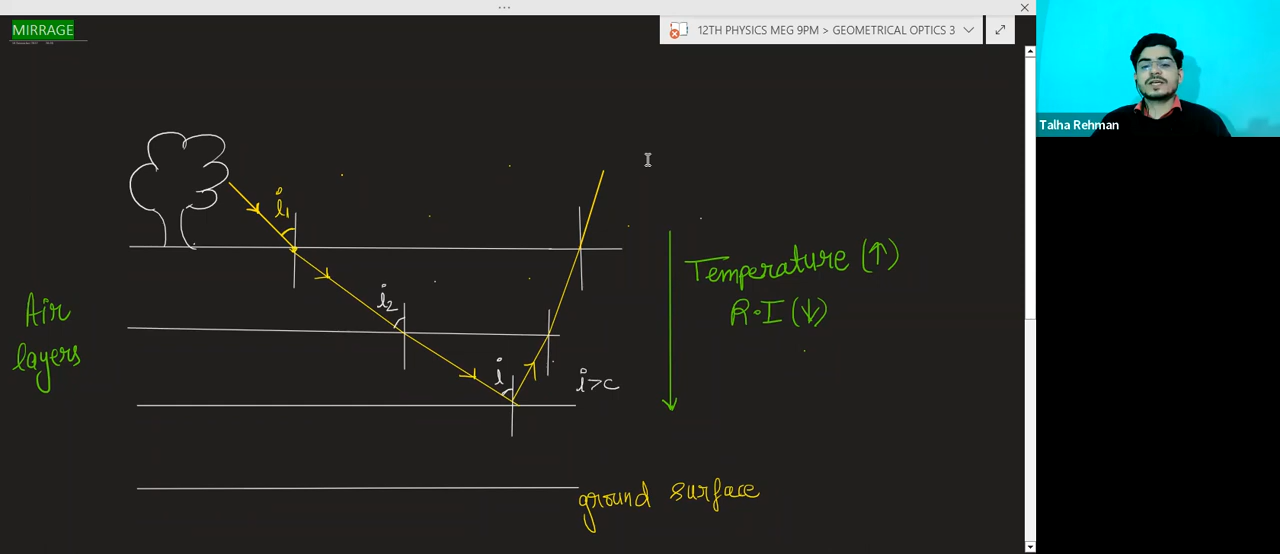 MIRRAGE
12TH PHYSICS MEG 9PM > GEOMETRICAL OPTICS 3
Talha Rehman
i1
Temperature (↑)
R.I (↓)
i2
Air
layers
i
i>c
ground surface